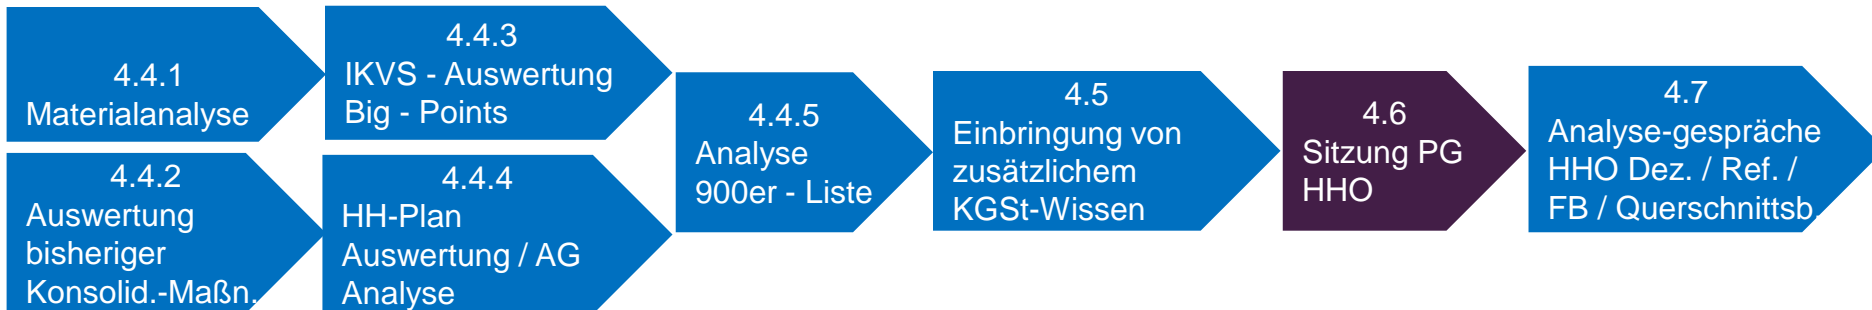 4.4.1
Materialanalyse
4.4.2
Auswertung
bisheriger
Konsolid.-Maßn.
4.4.3
IKVS - Auswertung
Big - Points
4.4.4
HH-Plan
Auswertung / AG
Analyse
4.4.5
Analyse
900er - Liste
4.5
Einbringung von
zusätzlichem
KGSt-Wissen
4.6
Sitzung PG
HHO
4.7
Analyse-gespräche
HHO Dez. / Ref. /
FB / Querschnittsb.